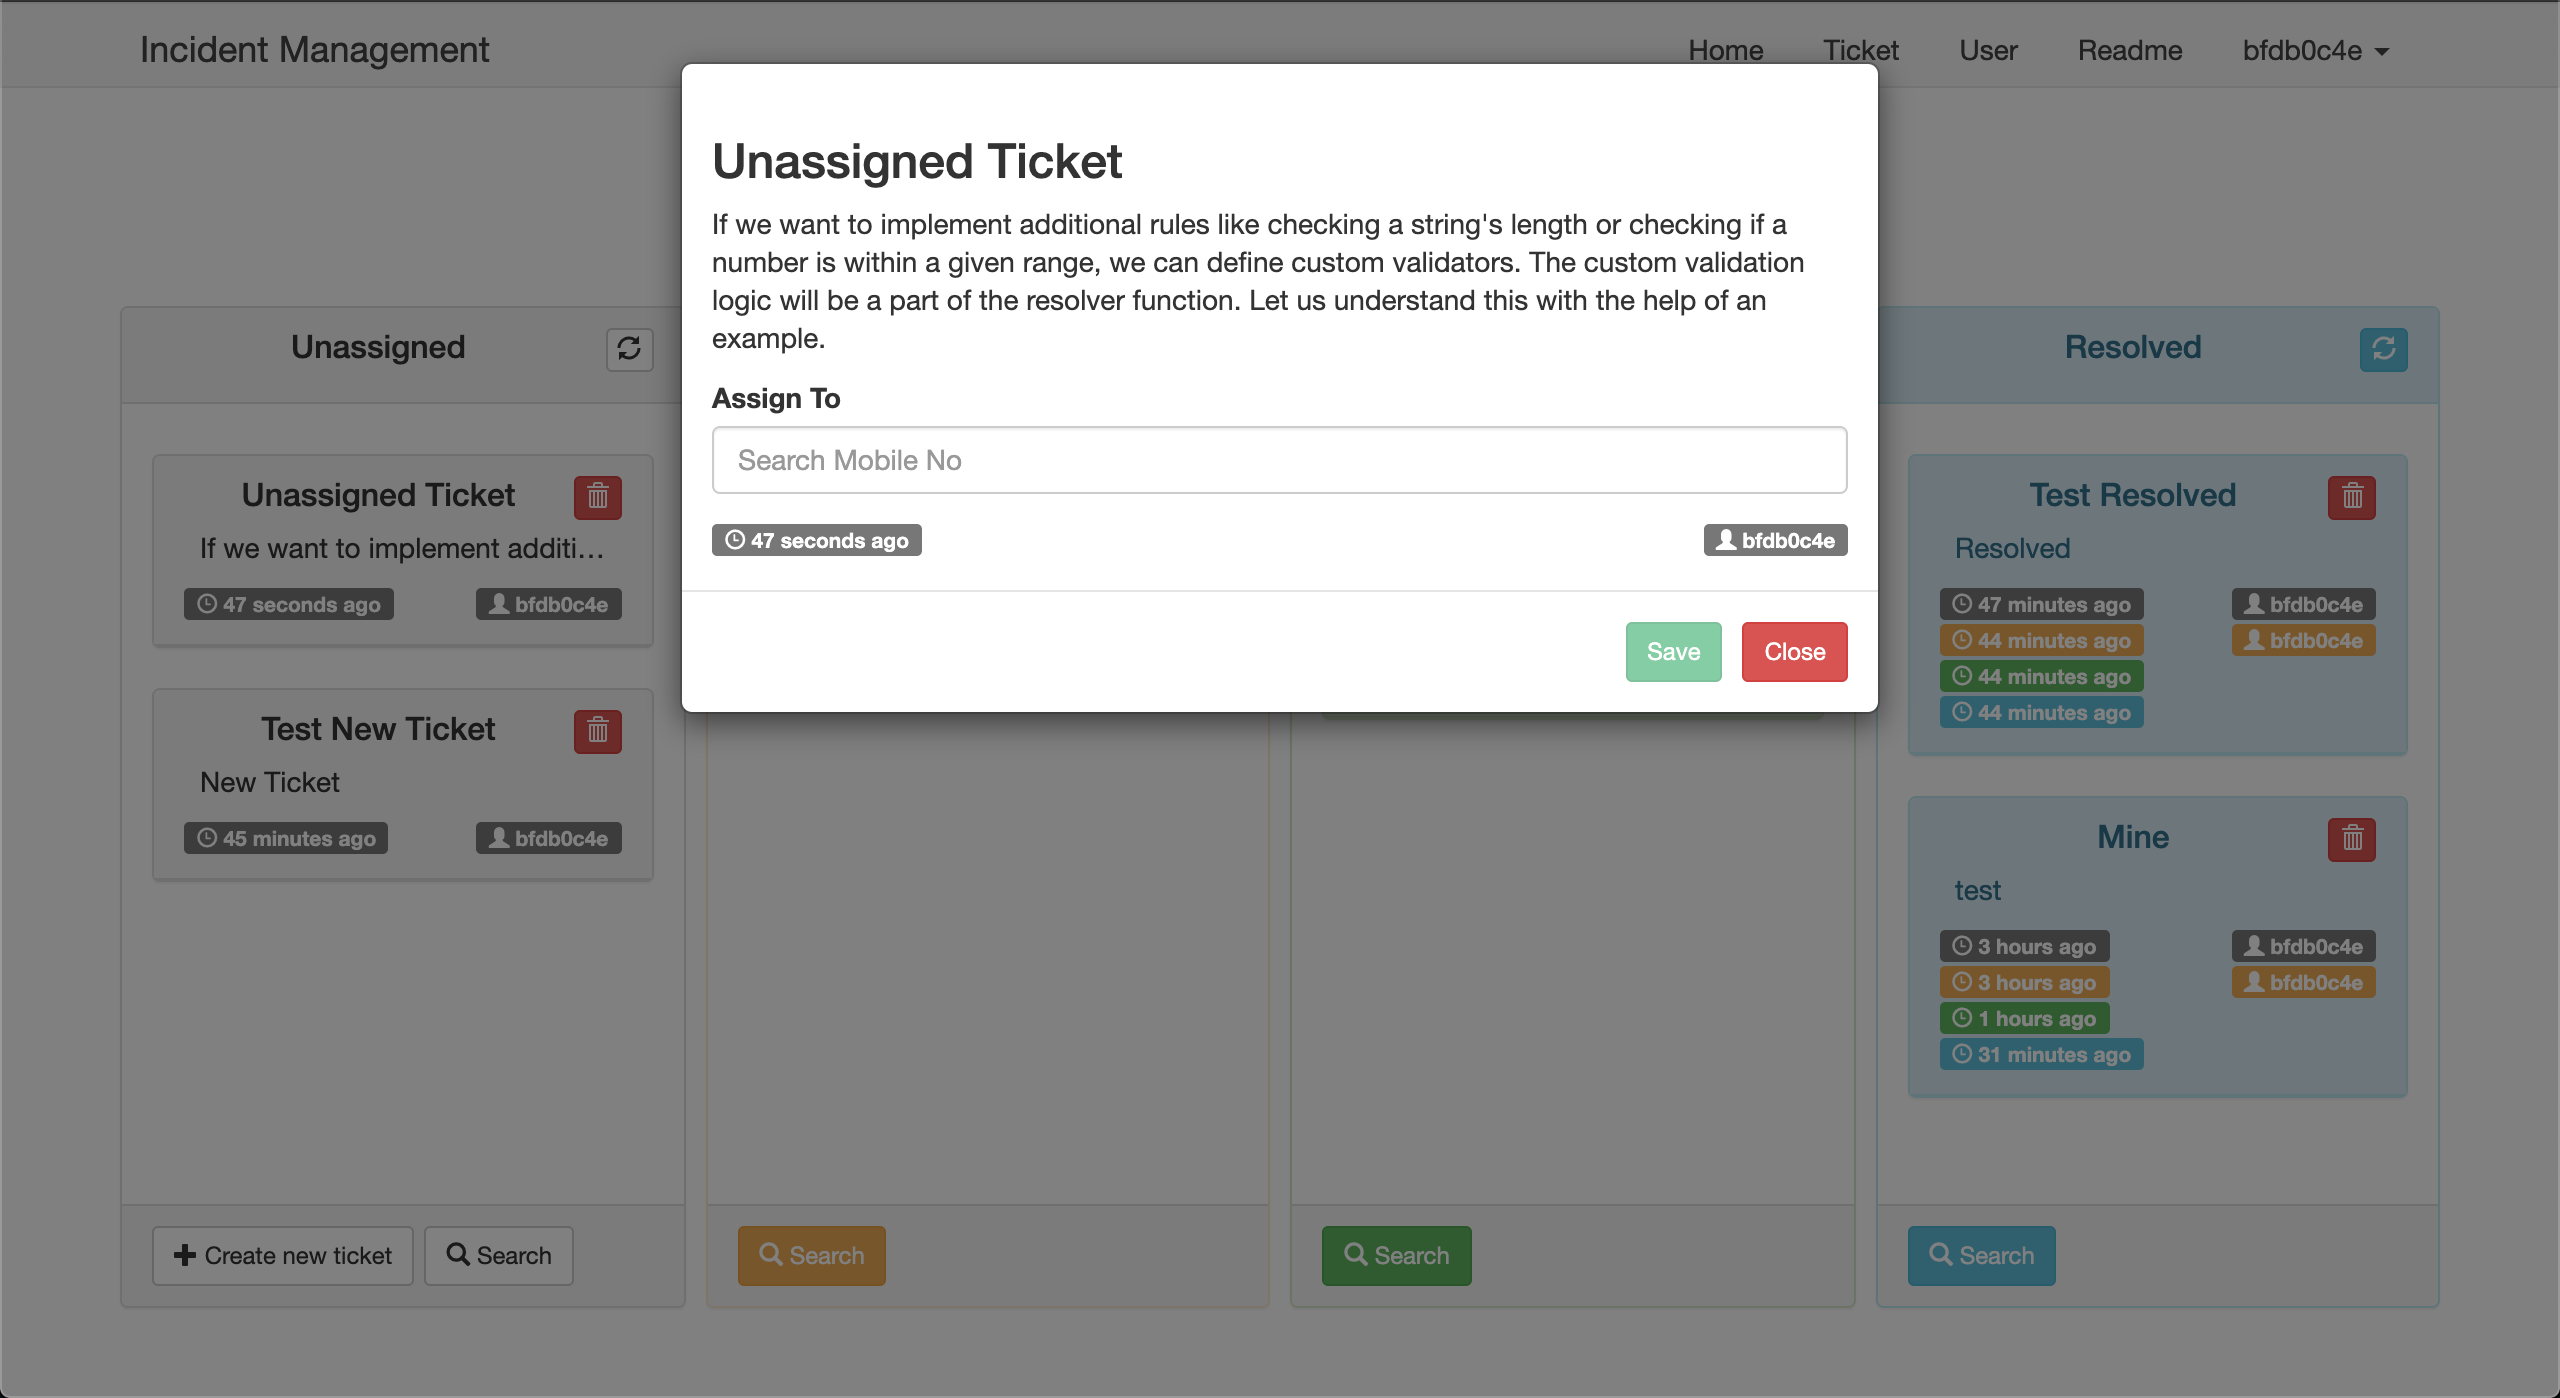 Incident Management
Home Ticket User Readme bfdb0c4e
Unassigned Ticket
If we want to implement additional rules like checking a string's length or checking if a
number is within a given range, we can define custom validators. The custom validation
logic will be a part of the resolver function. Let us understand this with the help of an
example.
Assign To
Search Mobile No
47 seconds ago bfdb0c4e
Save Close
Unassigned
Unassigned Ticket
If we want to implement additi...
47 seconds ago bfdb0c4e
Test New Ticket
New Ticket
45 minutes ago bfdb0c4e
Create new ticket Search
Search
Search
Resolved
Test Resolved
Resolved
47 minutes ago bfdb0c4e
44 minutes ago bfdb0c4e
44 minutes ago
44 minutes ago
Mine
test
3 hours ago bfdb0c4e
3 hours ago bfdb0c4e
1 hours ago
31 minutes ago
Search